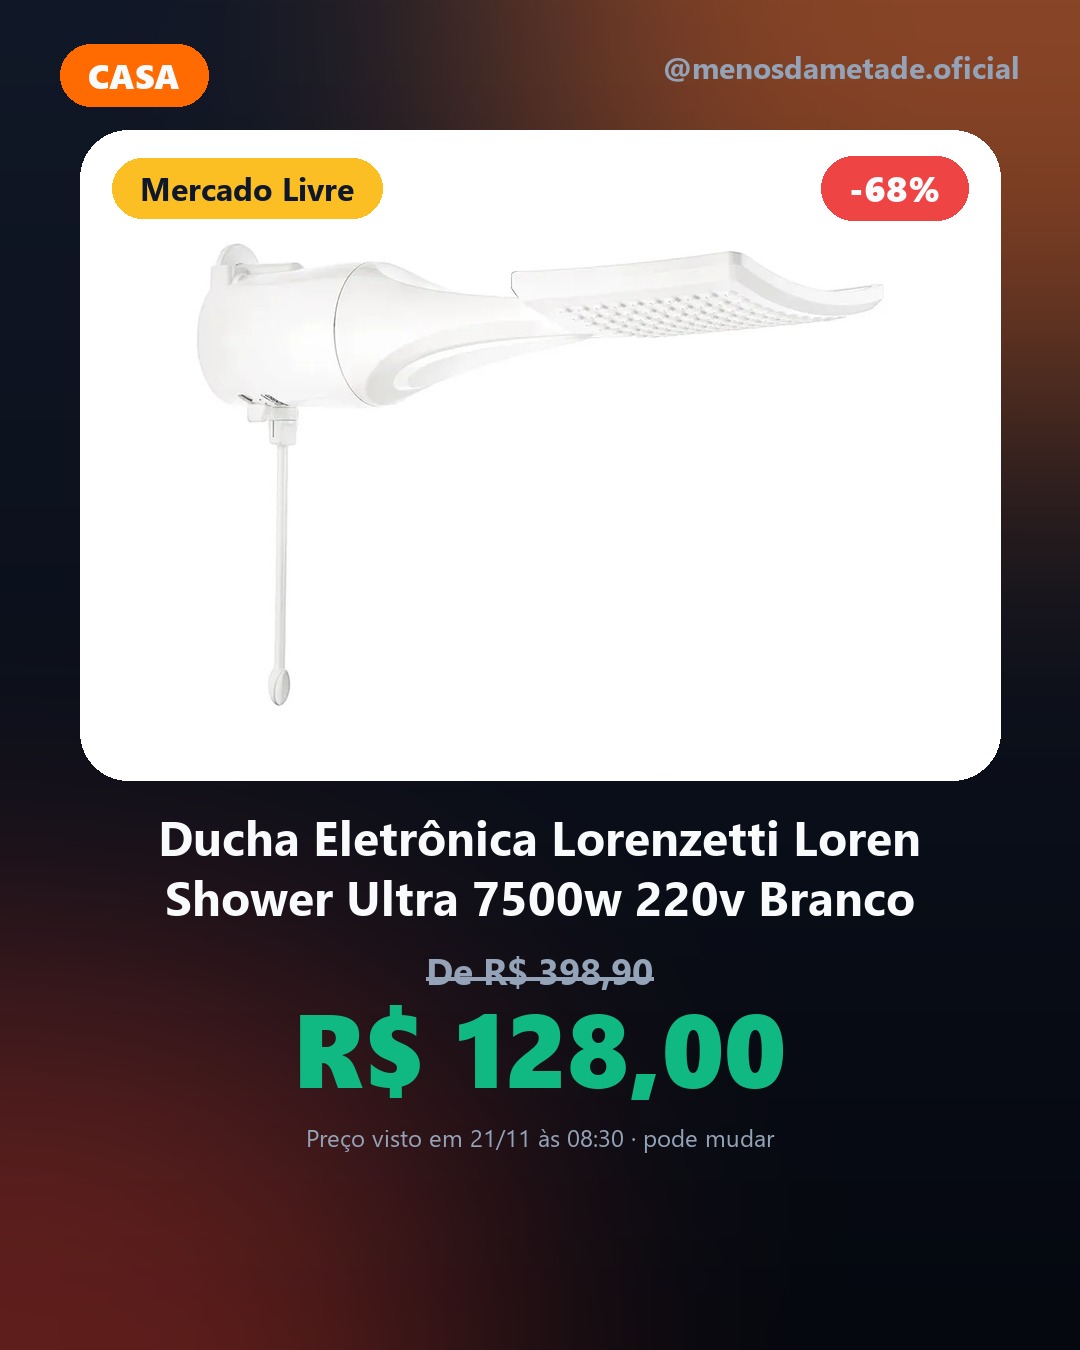 CASA
@menosdametade.oficial
Mercado Livre
-68%
Ducha Eletrônica Lorenzetti Loren
Shower Ultra 7500w 220v Branco
De R$ 398,90
R$ 128,00
Preço visto em 21/11 às 08:30 · pode mudar